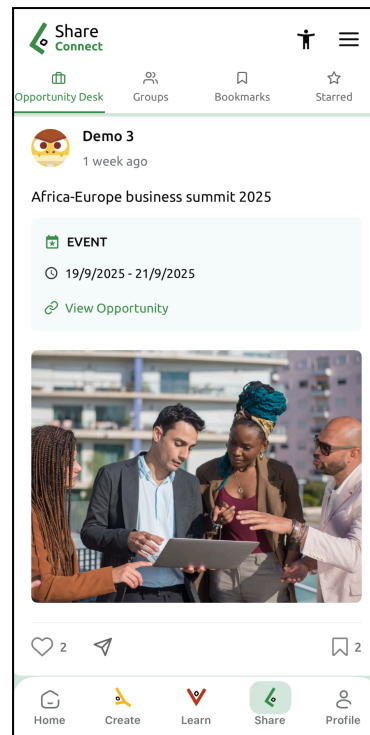 Share
Connect
Opportunity Desk
Groups
Bookmarks
Starred
Demo 3
1 week ago
Africa-Europe business summit 2025
EVENT
19/9/2025 - 21/9/2025
View Opportunity
2
2
Home
Create
Learn
Share
Profile